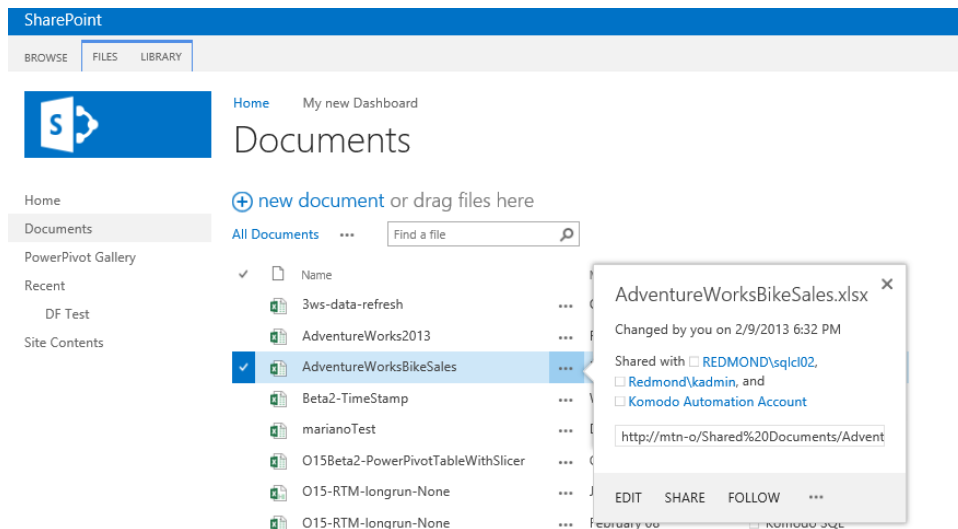 SharePoint
BROWSE FILES LIBRARY
S
Home My new Dashboard
Documents
Home
Documents
PowerPivot Gallery
Recent
DF Test
Site Contents
new document or drag files here
All Documents ••• Find a file
Name
3ws-data-refresh •••
AdventureWorks2013 •••
AdventureWorksBikeSales •••
Beta2-TimeStamp •••
marianoTest •••
O15Beta2-PowerPivotTableWithSlicer •••
O15-RTM-longrun-None •••
O15-RTM-longrun-None ••• February 06 Komodo SQL
AdventureWorksBikeSales.xlsx
Changed by you on 2/9/2013 6:32 PM
Shared with REDMOND\sqlcl02,
Redmond\kadmin, and
Komodo Automation Account
http://mtn-o/Shared%20Documents/Advent
EDIT SHARE FOLLOW •••